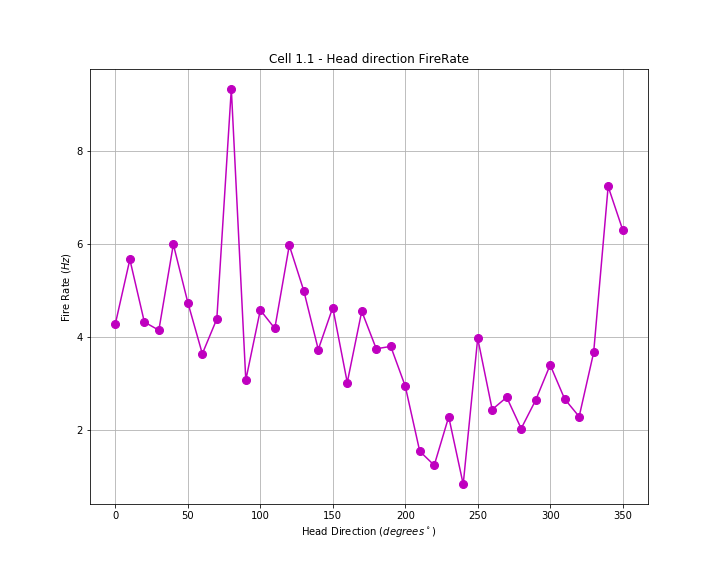 Cell 1.1 - Head direction FireRate
Fire Rate (Hz)
8
6
4
2
0 50 100 150 200 250 300 350
Head Direction (degrees°)